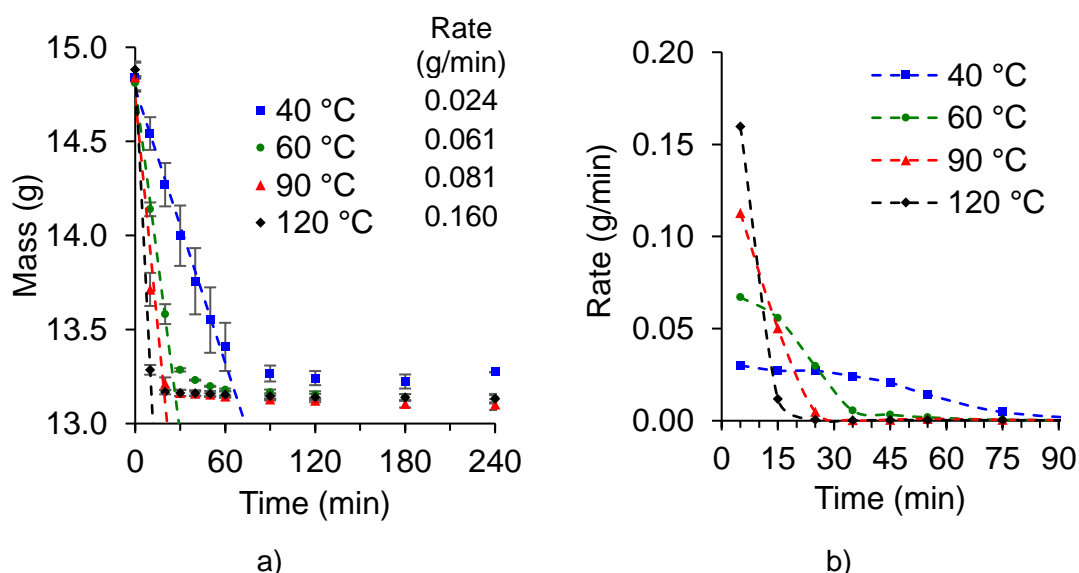 Rate
(g/min)
15.0
14.5
14.0
13.5
13.0
Mass (g)
40 °C 0.024
60 °C 0.061
90 °C 0.081
120 °C 0.160
0 60 120 180 240
Time (min)
a)
0.20
0.15
0.10
0.05
0.00
Rate (g/min)
40 °C
60 °C
90 °C
120 °C
0 15 30 45 60 75 90
Time (min)
b)